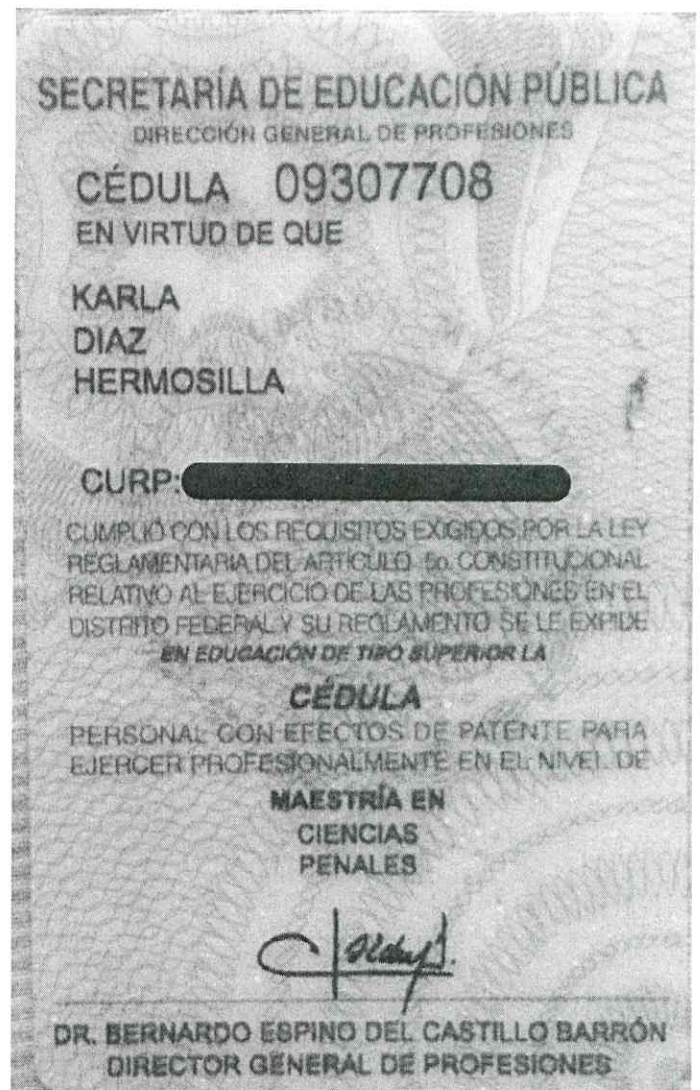 SECRETARÍA DE EDUCACIÓN PÚBLICA
DIRECCIÓN GENERAL DE PROFESIONES
CÉDULA 09307708
EN VIRTUD DE QUE
KARLA
DIAZ
HERMOSILLA
CURP:
CUMPLIÓ CON LOS REQUISITOS EXIGIDOS POR LA LEY
REGLAMENTARIA DEL ARTÍCULO 5o. CONSTITUCIONAL
RELATIVO AL EJERCICIO DE LAS PROFESIONES EN EL
DISTRITO FEDERAL Y SU REGLAMENTO SE LE EXPIDE
EN EDUCACIÓN DE TIPO SUPERIOR LA
CÉDULA
PERSONAL CON EFECTOS DE PATENTE PARA
EJERCER PROFESIONALMENTE EN EL NIVEL DE
MAESTRÍA EN
CIENCIAS
PENALES
DR. BERNARDO ESPINO DEL CASTILLO BARRÓN
DIRECTOR GENERAL DE PROFESIONES